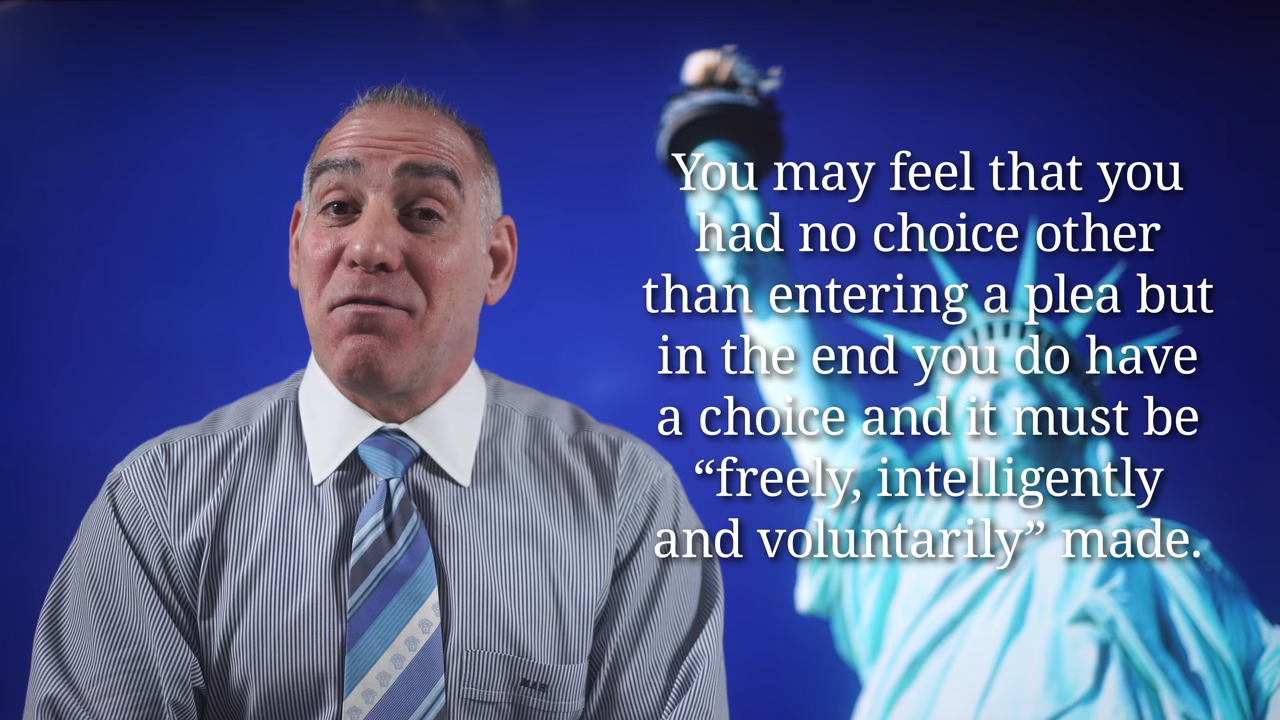 You may feel that you
had no choice other
than entering a plea but
in the end you do have
a choice and it must be
“freely, intelligently
and voluntarily” made.